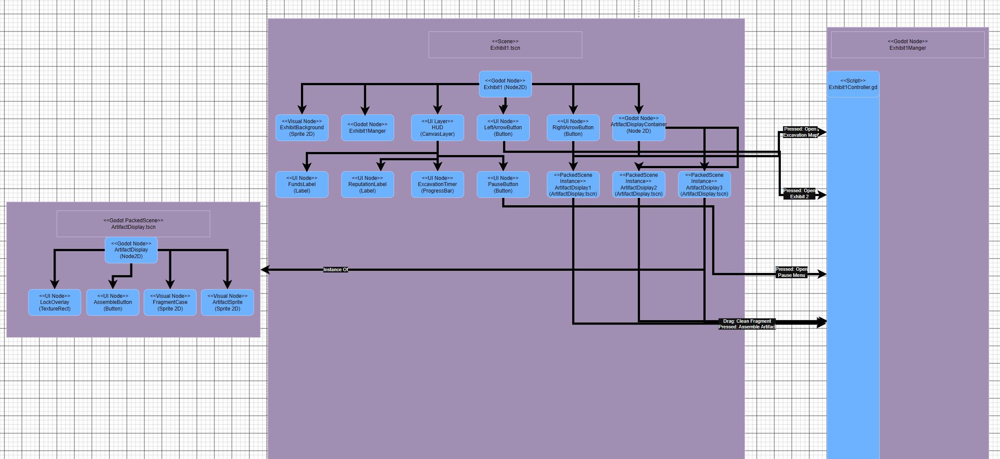 <<Scene>>
Exhibit1.tscn
<<Godot Node>>
Exhibit1Manger
<<Godot Node>>
Exhibit1 (Node2D)
<<Script>>
Exhibit1Controller.gd
<<Visual Node>>
ExhibitBackground
(Sprite 2D)
<<Godot Node>>
Exhibit1Manger
<<UI Layer>>
HUD
(CanvasLayer)
<<UI Node>>
LeftArrowButton
(Button)
<<UI Node>>
RightArrowButton
(Button)
<<Godot Node>>
ArtifactDisplayContainer
(Node 2D)
Pressed: Open
Excavation Map
<<UI Node>>
FundsLabel
(Label)
<<UI Node>>
ReputationLabel
(Label)
<<UI Node>>
ExcavationTimer
(ProgressBar)
<<UI Node>>
PauseButton
(Button)
<<PackedScene
Instance>>
ArtifactDsiplay1
(ArtifactDisplay.tscn)
<<PackedScene
Instance>>
ArtifactDsiplay2
(ArtifactDisplay.tscn)
<<PackedScene
Instance>>
ArtifactDsiplay3
(ArtifactDisplay.tscn)
Pressed: Open
Exhibit 2
<<Godot PackedScene>>
ArtifactDisplay.tscn
<<Godot Node>>
ArtifactDisplay
(Node2D)
Instance Of
Pressed: Open
Pause Menu
<<UI Node>>
LockOverlay
(TextureRect)
<<UI Node>>
AssembleButton
(Button)
<<Visual Node>>
FragmentCase
(Sprite 2D)
<<Visual Node>>
ArtifactSprite
(Sprite 2D)
Drag: Clean Fragment
Pressed: Assemble Artifact